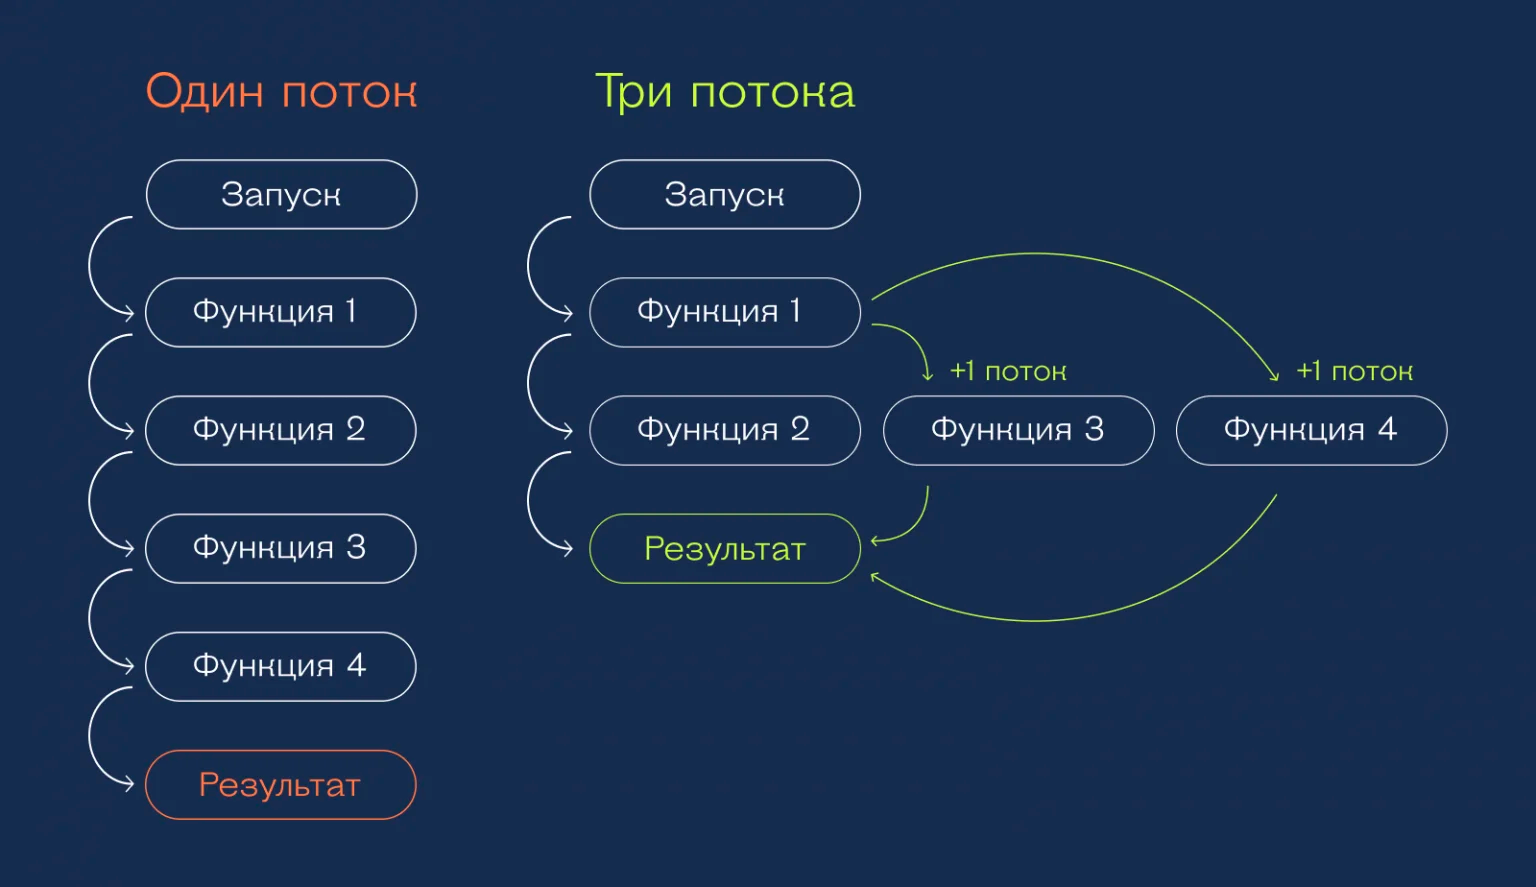 Один поток
Запуск
Функция 1
Функция 2
Функция 3
Функция 4
Результат
Три потока
Запуск
Функция 1
+1 поток
+1 поток
Функция 2
Функция 3
Функция 4
Результат